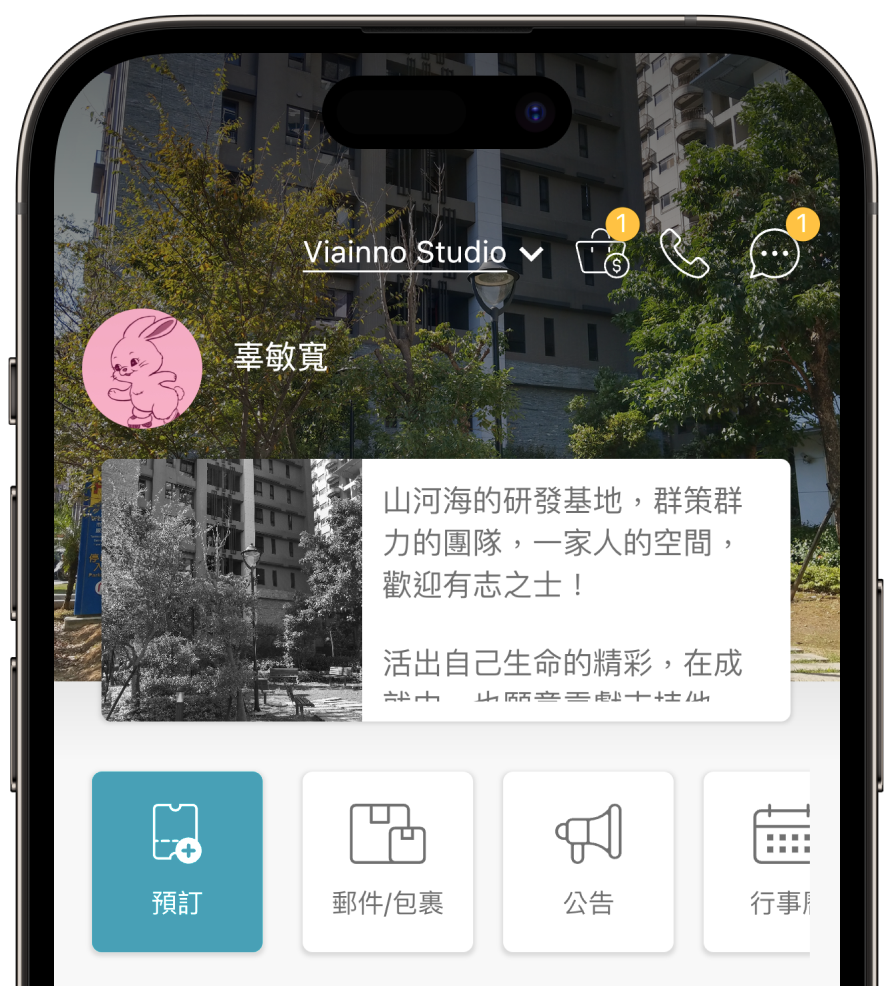 Viainno Studio
1
1
辜敏寬
山河海的研發基地，群策群
力的團隊，一家人的空間，
歡迎有志之士！
活出自己生命的精彩，在成
預訂
郵件/包裹
公告
行事